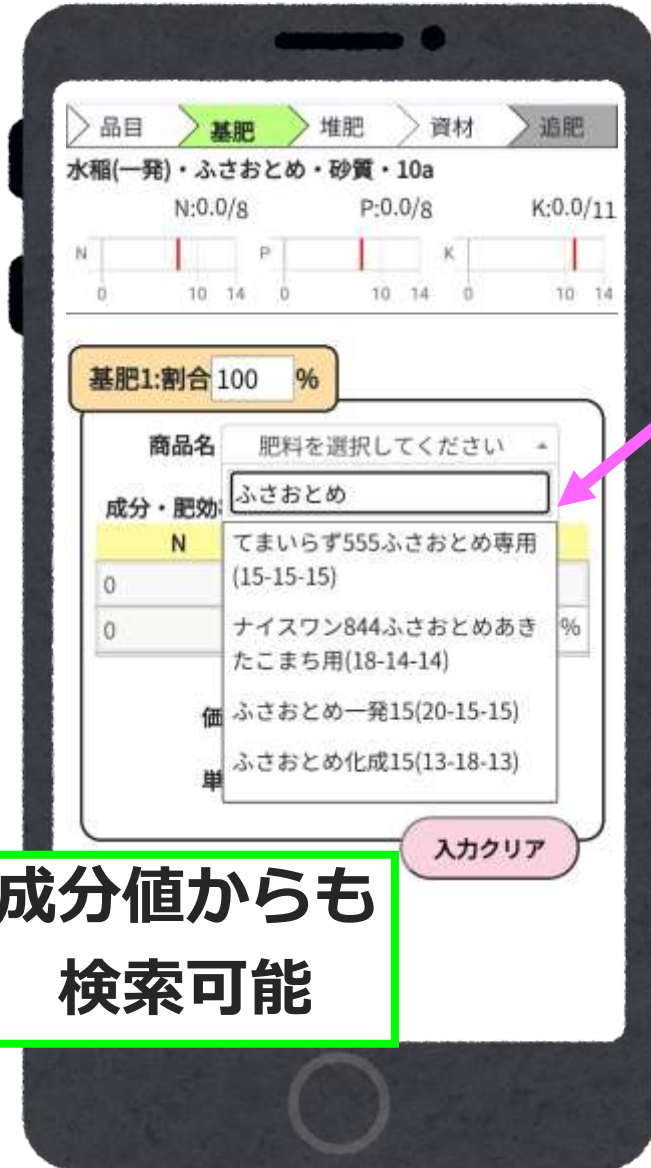 品目 基肥 堆肥 資材 追肥
水稲(一発)・ふさおとめ・砂質・10a
N:0.0/8 P:0.0/8 K:0.0/11
N P K
0 10 14 0 10 14 0 10 14
基肥1:割合 100 %
商品名 肥料を選択してください
成分・肥効
ふさおとめ
N
てまいらず555ふさおとめ専用
(15-15-15)
0
ナイスワン844ふさおとめあき
0 %
たこまち用(18-14-14)
価
ふさおとめ一発15(20-15-15)
ふさおとめ化成15(13-18-13)
単
入力クリア
成分値からも
検索可能